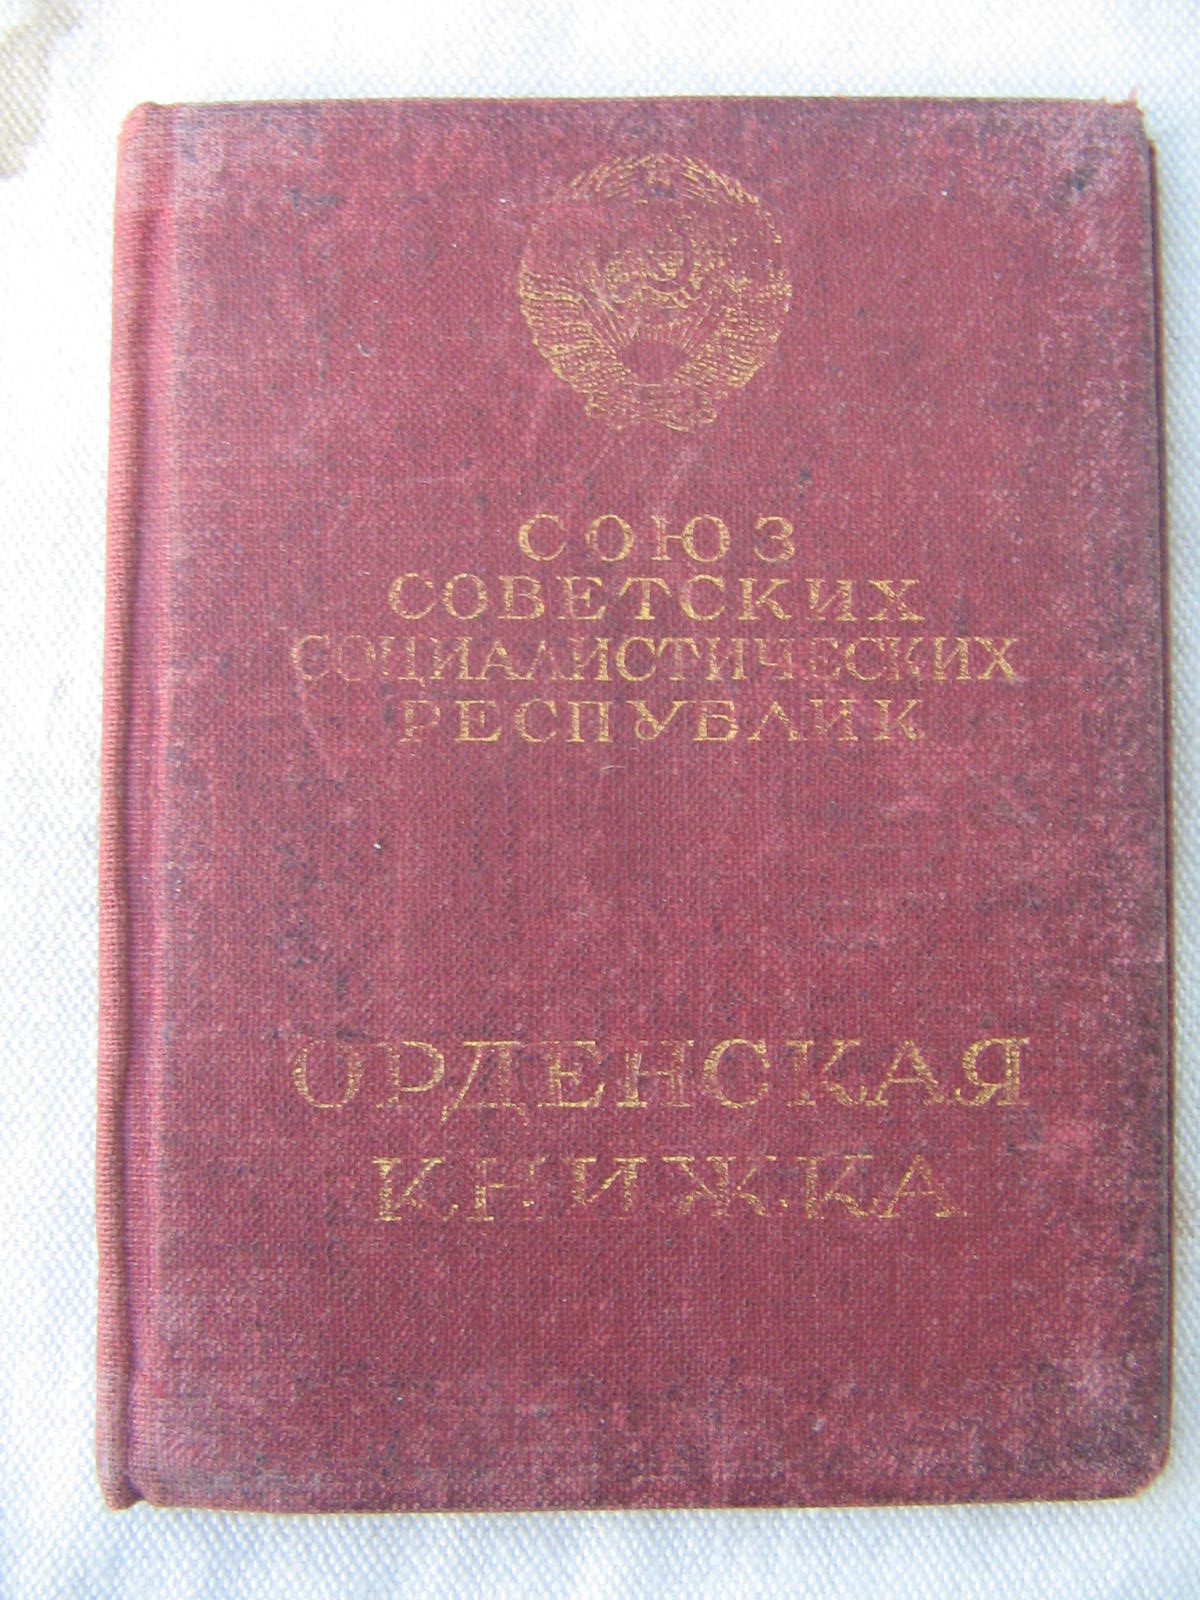 СОЮЗ
СОВЕТСКИХ
СОЦИАЛИСТИЧЕСКИХ
РЕСПУБЛИК
ОРДЕНСКАЯ
КНИЖКА